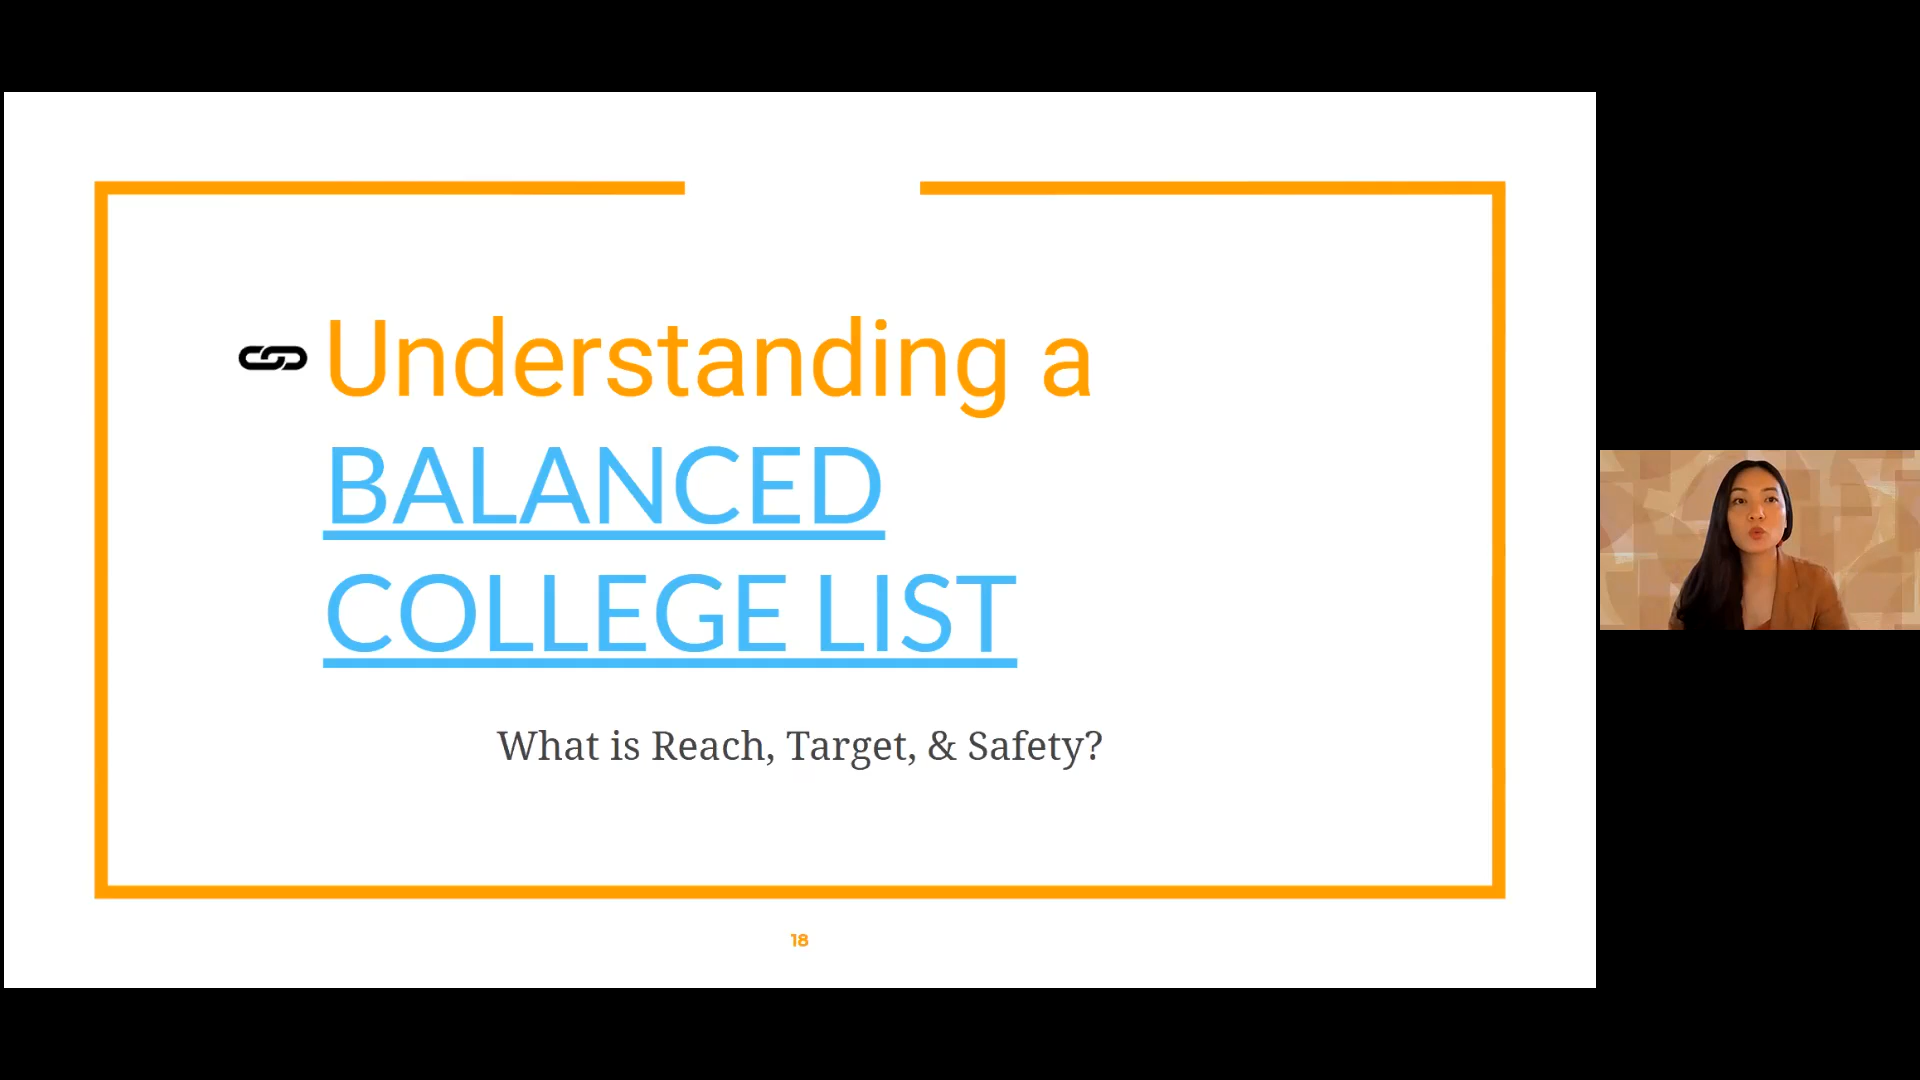 Understanding a
BALANCED
COLLEGE LIST
What is Reach, Target, & Safety?
18